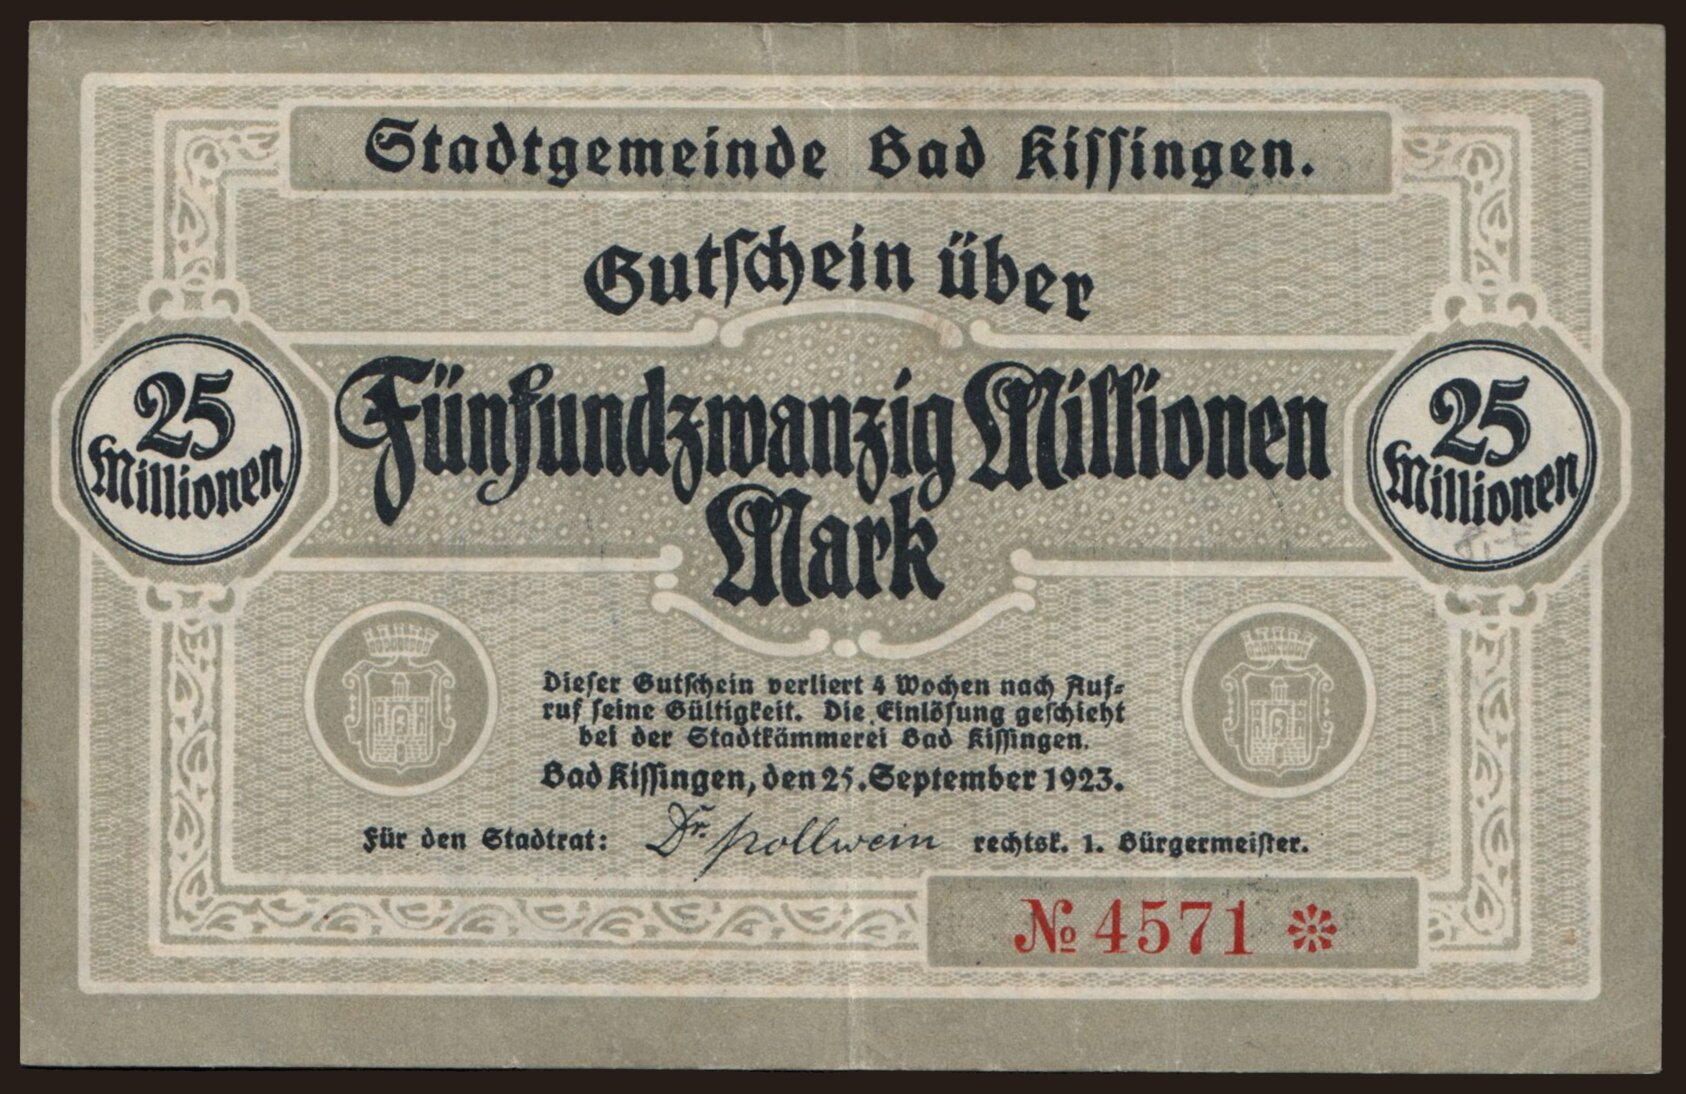 Stadtgemeinde Bad Kissingen.
Gutschein über
Fünfundzwanzig Millionen
Mark
25
Millionen
25
Millionen
Dieser Gutschein verliert 4 Wochen nach Auf-
ruf seine Gültigkeit. Die Einlösung geschieht
bei der Stadtkämmerei Bad Kissingen.
Bad Kissingen, den 25. September 1923.
Für den Stadtrat: Dr. Pollwein rechtsk. 1. Bürgermeister.
№ 4571